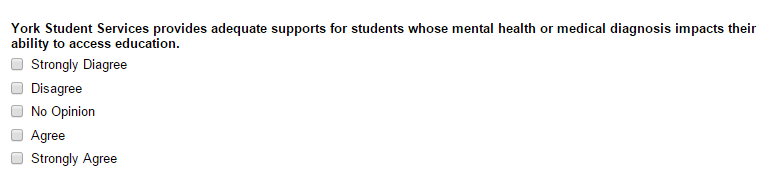 York Student Services provides adequate supports for students whose mental health or medical diagnosis impacts their
ability to access education.
Strongly Diagree
Disagree
No Opinion
Agree
Strongly Agree